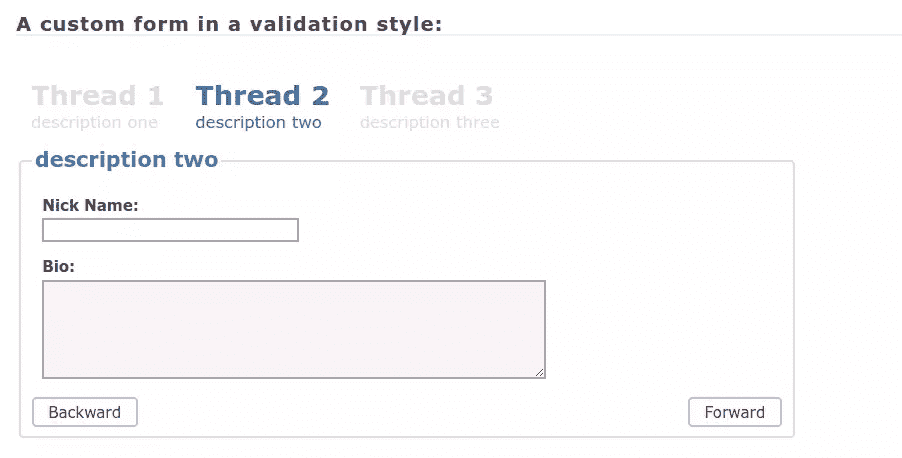 A custom form in a validation style:
Thread 1 Thread 2 Thread 3
description one description two description three
description two
Nick Name:
Bio:
Backward Forward